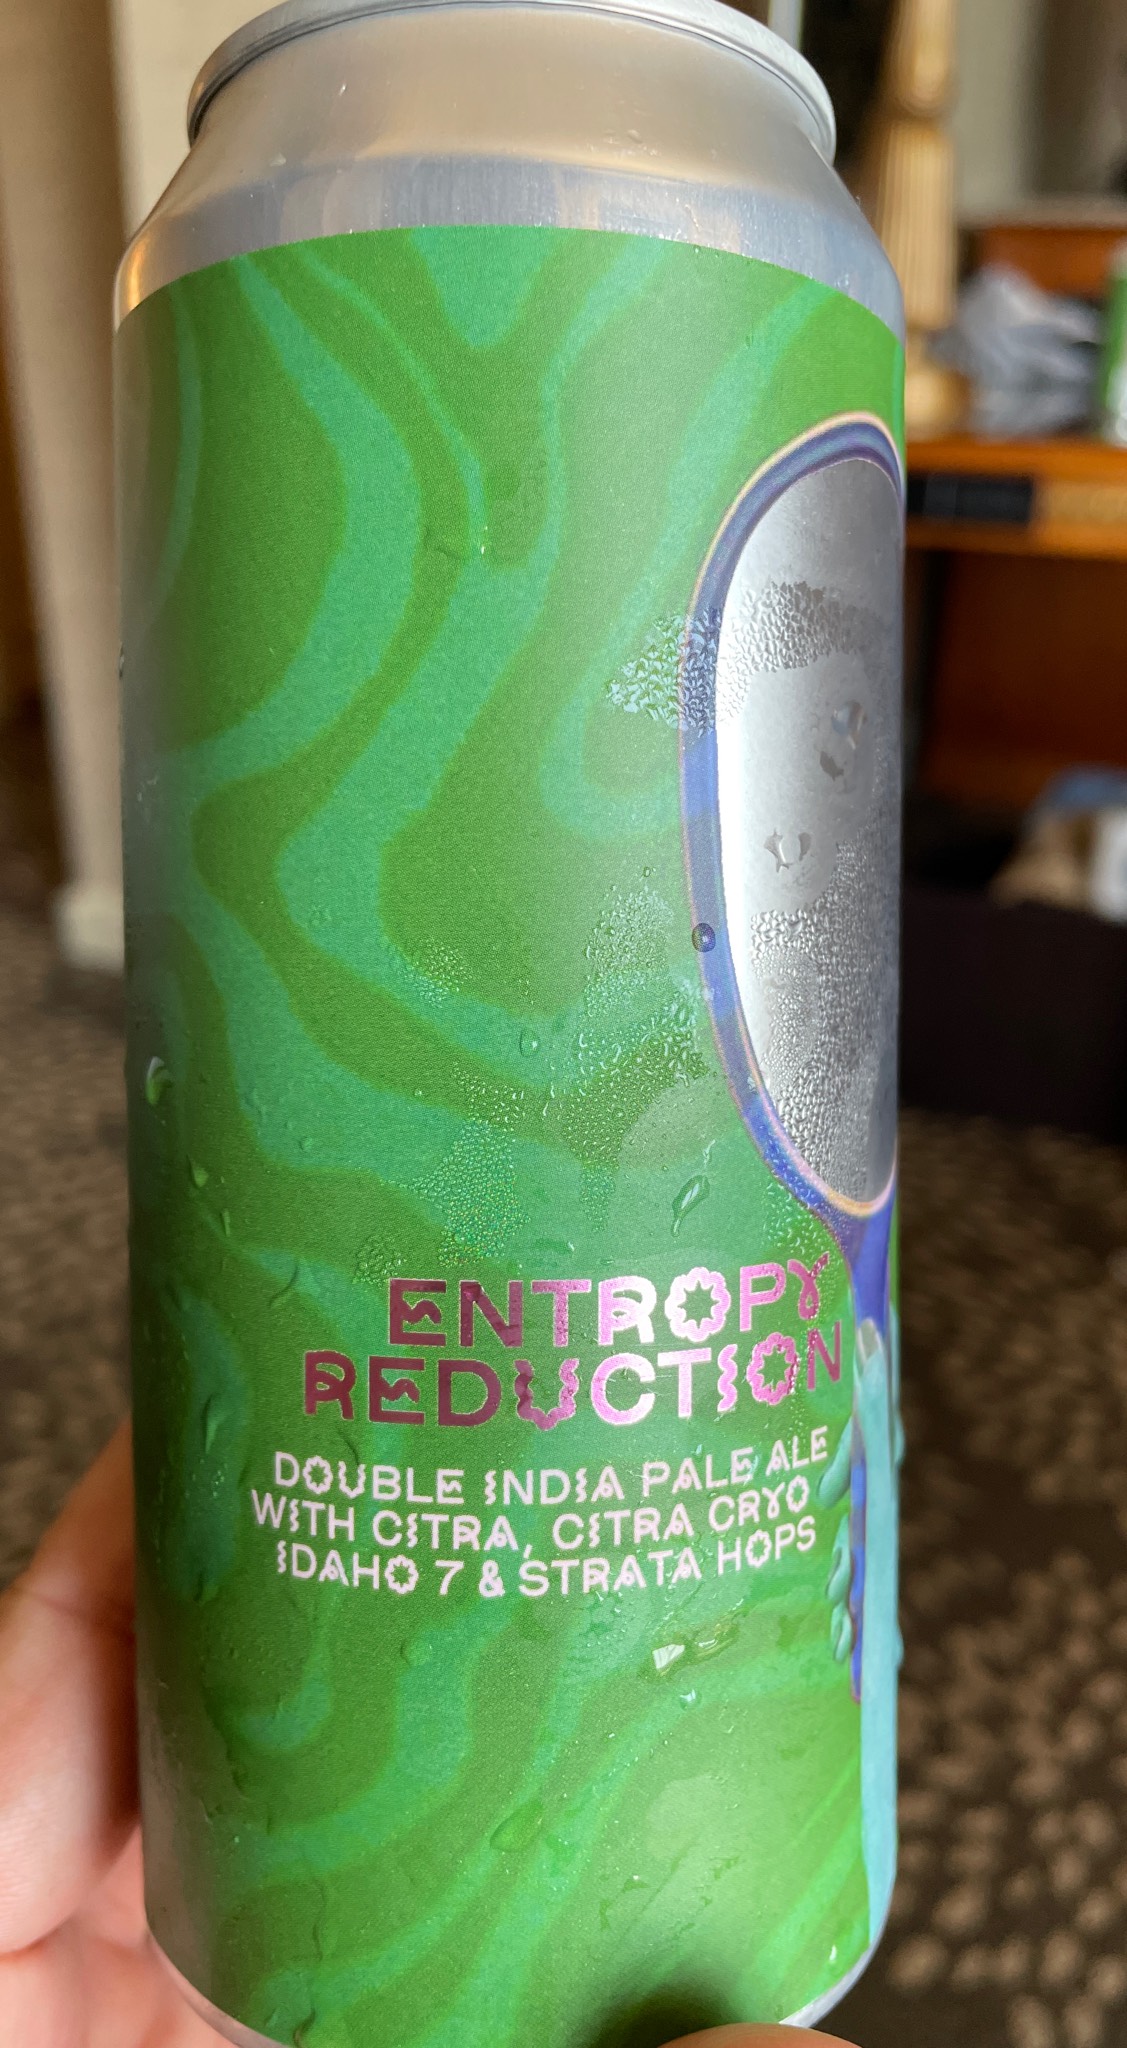 ENTROPY
REDUCTION
DOUBLE INDIA PALE ALE
WITH CITRA, CITRA CRYO
IDAHO 7 & STRATA HOPS